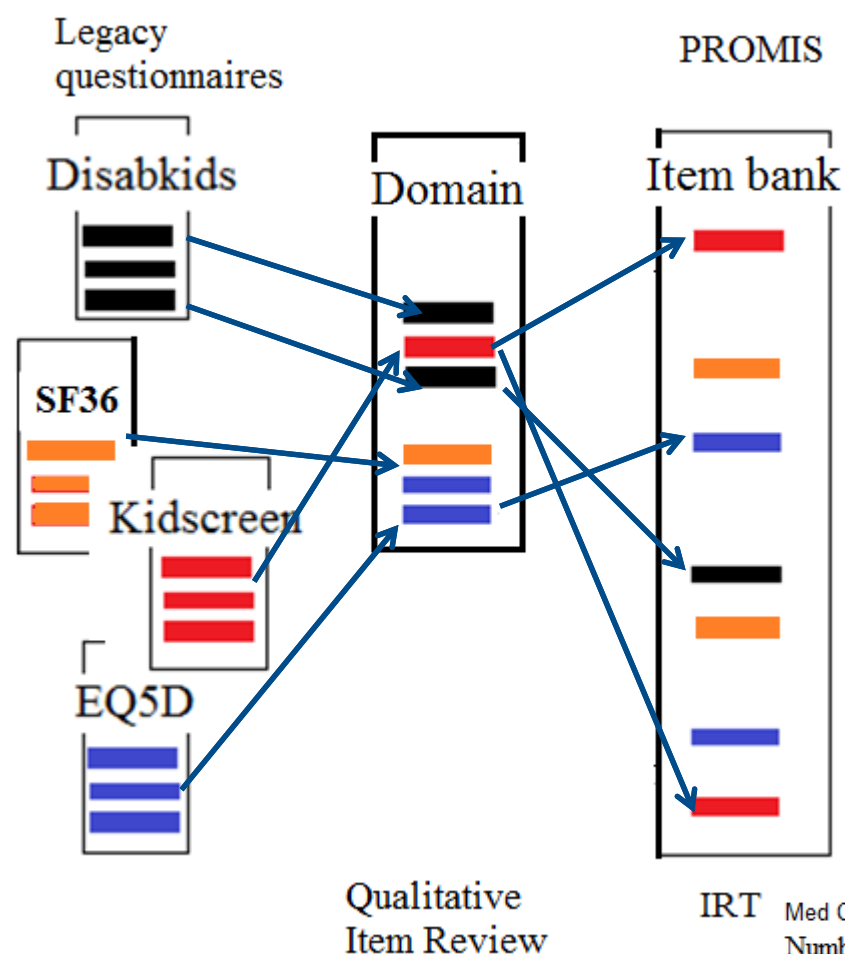 Legacy
questionnaires
PROMIS
Disabkids
Domain
Item bank
SF36
Kidscreen
EQ5D
Qualitative
Item Review
IRT
Med